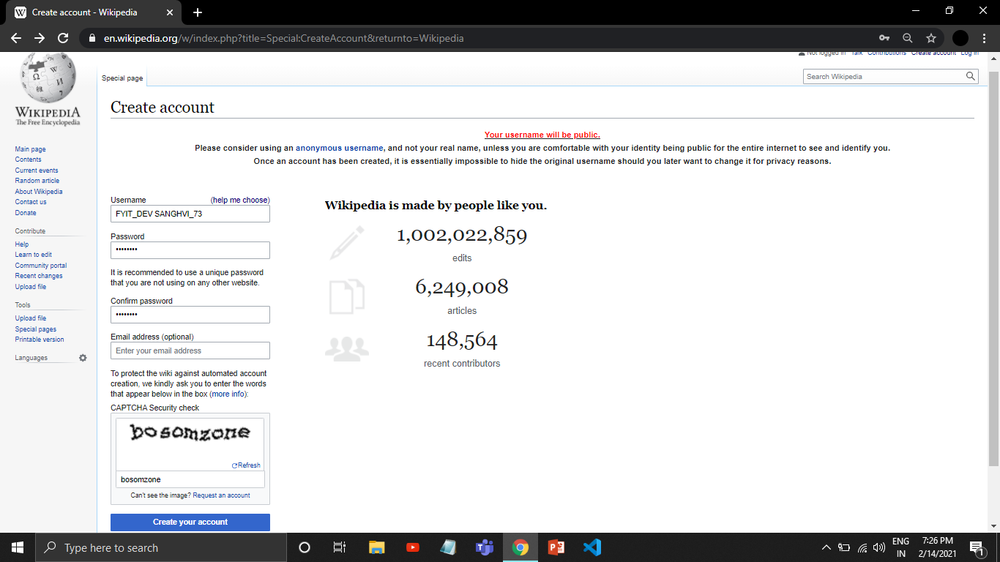 Create account - Wikipedia
en.wikipedia.org/w/index.php?title=Special:CreateAccount&returnto=Wikipedia
Not logged in Talk Contributions Create account Log in
Special page
Search Wikipedia
WIKIPEDIA
The Free Encyclopedia
Main page
Contents
Current events
Random article
About Wikipedia
Contact us
Donate
Contribute
Help
Learn to edit
Community portal
Recent changes
Upload file
Tools
Upload file
Special pages
Printable version
Languages
Create account
Your username will be public.
Please consider using an anonymous username, and not your real name, unless you are comfortable with your identity being public for the entire internet to see and identify you.
Once an account has been created, it is essentially impossible to hide the original username should you later want to change it for privacy reasons.
Username (help me choose)
FYIT_DEV SANGHVI_73
Password
••••••••
It is recommended to use a unique password
that you are not using on any other website.
Confirm password
••••••••
Email address (optional)
Enter your email address
To protect the wiki against automated account
creation, we kindly ask you to enter the words
that appear below in the box (more info):
CAPTCHA Security check
bosomzone
Refresh
bosomzone
Can't see the image? Request an account
Create your account
Wikipedia is made by people like you.
1,002,022,859
edits
6,249,008
articles
148,564
recent contributors
Type here to search
ENG
IN
7:26 PM
2/14/2021
1